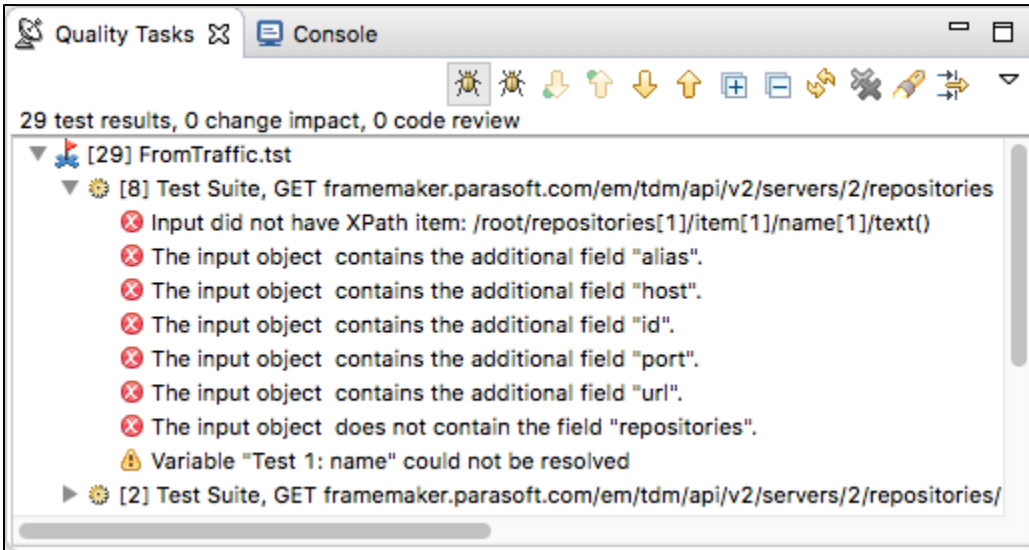 Quality Tasks Console
29 test results, 0 change impact, 0 code review
[29] FromTraffic.tst
[8] Test Suite, GET framemaker.parasoft.com/em/tdm/api/v2/servers/2/repositories
Input did not have XPath item: /root/repositories[1]/item[1]/name[1]/text()
The input object  contains the additional field "alias".
The input object  contains the additional field "host".
The input object  contains the additional field "id".
The input object  contains the additional field "port".
The input object  contains the additional field "url".
The input object  does not contain the field "repositories".
Variable "Test 1: name" could not be resolved
[2] Test Suite, GET framemaker.parasoft.com/em/tdm/api/v2/servers/2/repositories/